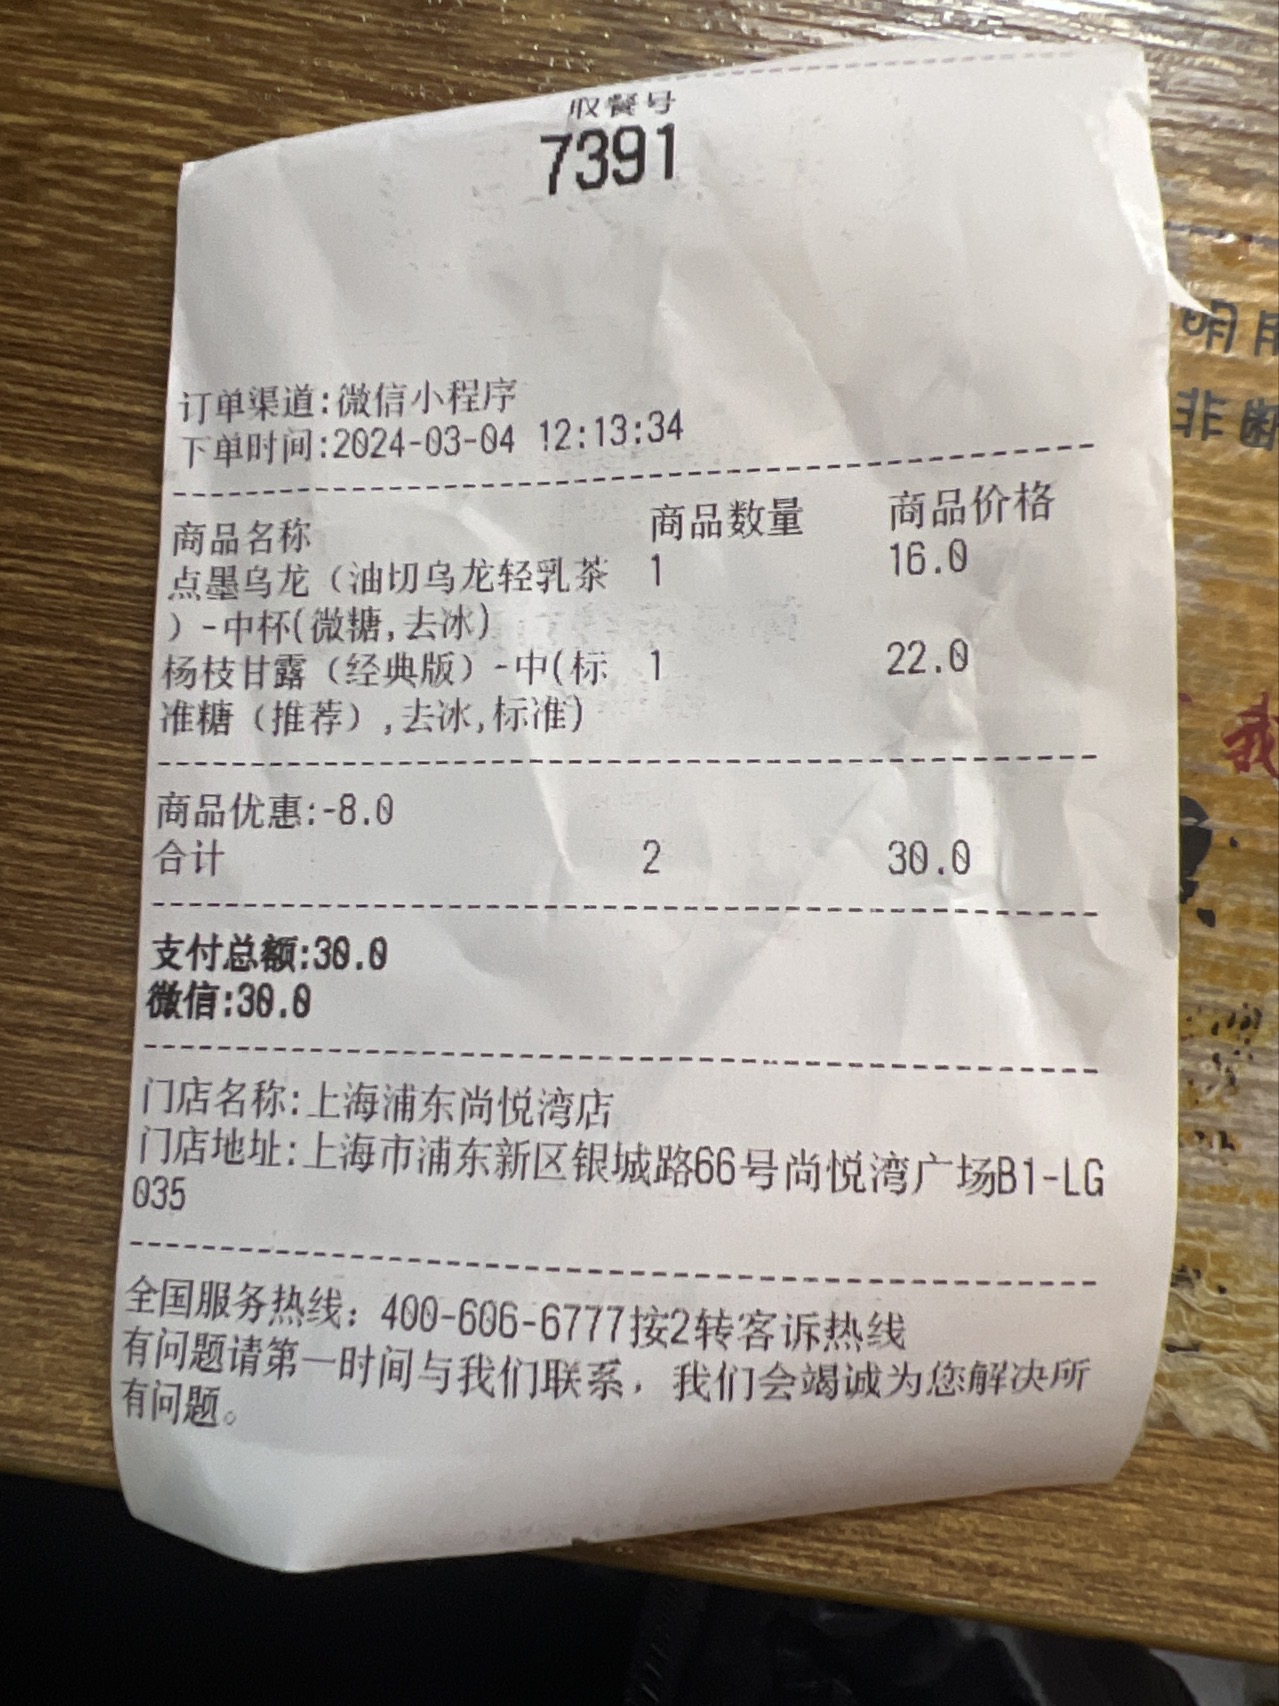 取餐号
7391
订单渠道:微信小程序
下单时间:2024-03-04 12:13:34
商品名称 商品数量 商品价格
点墨乌龙（油切乌龙轻乳茶 1 16.0
）-中杯(微糖,去冰)
杨枝甘露（经典版）-中(标 1 22.0
准糖（推荐）,去冰,标准)
商品优惠:-8.0
合计 2 30.0
支付总额:30.0
微信:30.0
门店名称:上海浦东尚悦湾店
门店地址:上海市浦东新区银城路66号尚悦湾广场B1-LG
035
全国服务热线：400-606-6777按2转客诉热线
有问题请第一时间与我们联系，我们会竭诚为您解决所
有问题。
明用
非断
我